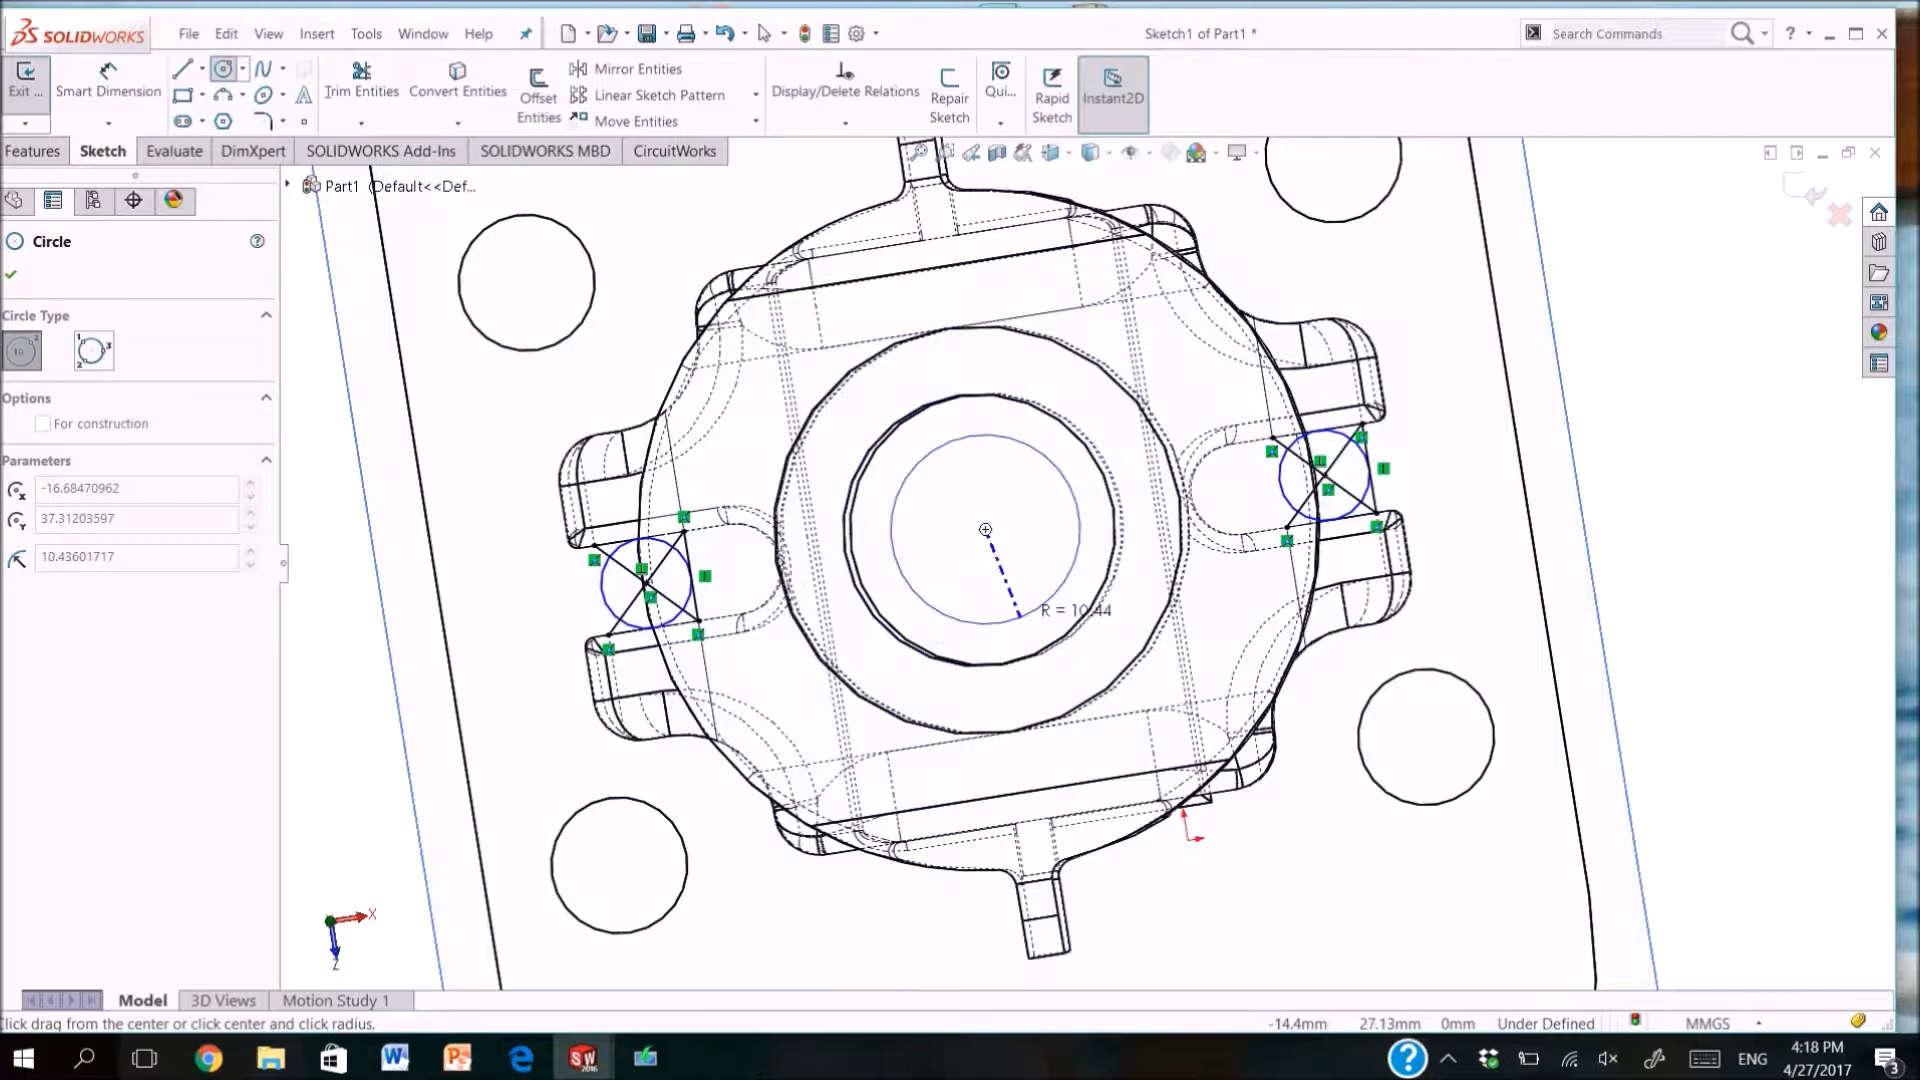 SOLIDWORKS File Edit View Insert Tools Window Help Sketch1 of Part1 * Search Commands ?
Exit ... Smart Dimension Trim Entities Convert Entities Offset Entities Mirror Entities Linear Sketch Pattern Move Entities Display/Delete Relations Repair Sketch Qui... Rapid Sketch Instant2D
Features Sketch Evaluate DimXpert SOLIDWORKS Add-Ins SOLIDWORKS MBD CircuitWorks
Part1 (Default<<Def...
Circle ?
Circle Type
Options
For construction
Parameters
-16.68470962
37.31203597
10.43601717
R = 10.44
X
Z
Model 3D Views Motion Study 1
Click drag from the center or click center and click radius. -14.4mm 27.13mm 0mm Under Defined MMGS
ENG 4:18 PM
4/27/2017 3